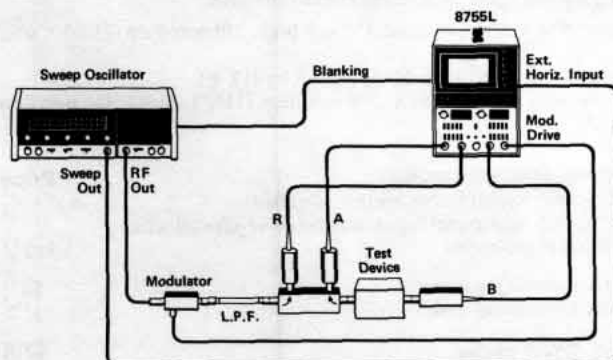 8755L
Sweep Oscillator
Blanking
Ext.
Horiz. Input
Mod.
Drive
Sweep
Out
RF
Out
R
A
Test
Device
Modulator
B
L.P.F.